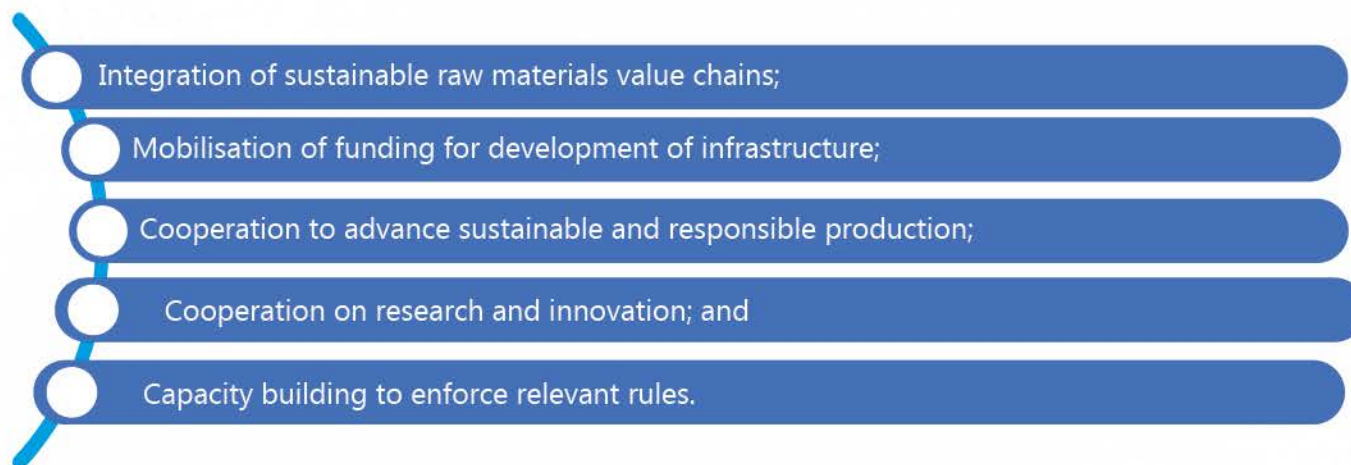 Integration of sustainable raw materials value chains;
Mobilisation of funding for development of infrastructure;
Cooperation to advance sustainable and responsible production;
Cooperation on research and innovation; and
Capacity building to enforce relevant rules.